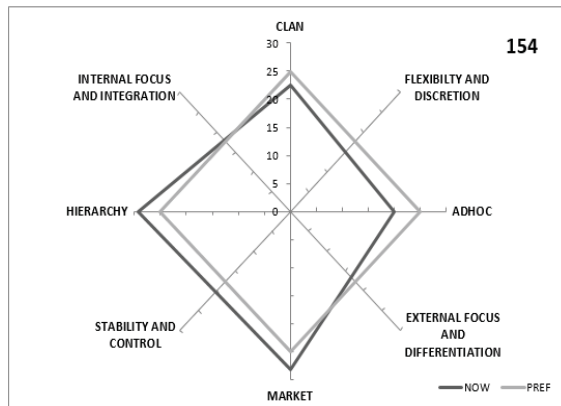 CLAN
154
30
25
20
15
10
5
0
INTERNAL FOCUS
AND INTEGRATION
FLEXIBILTY AND
DISCRETION
HIERARCHY
ADHOC
STABILITY AND
CONTROL
EXTERNAL FOCUS
AND
DIFFERENTIATION
MARKET
NOW PREF